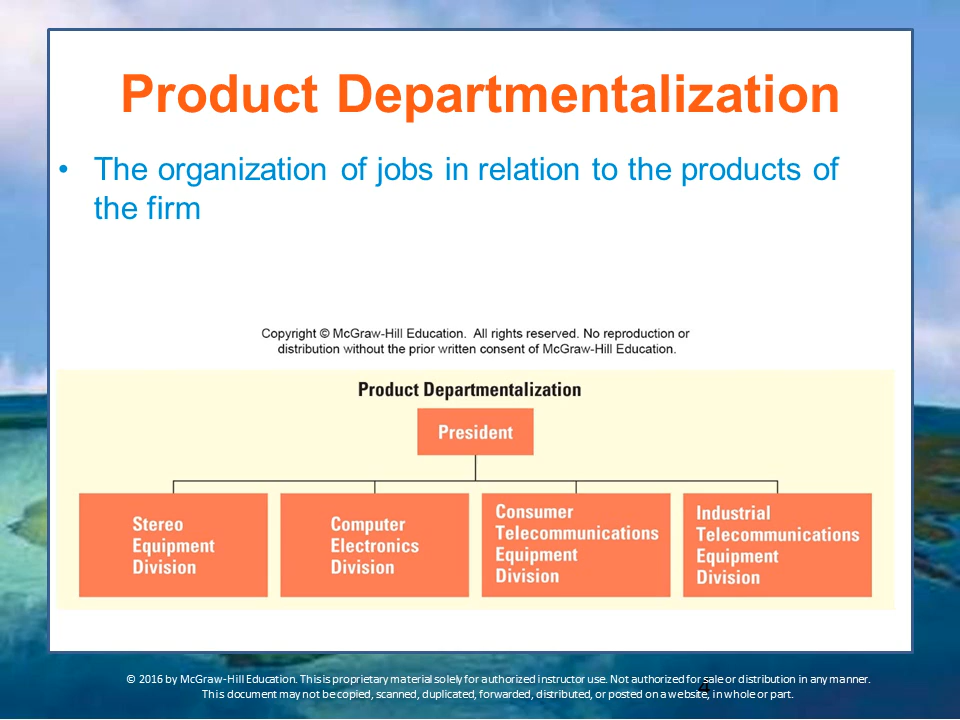 Product Departmentalization
• The organization of jobs in relation to the products of
the firm
Copyright © McGraw-Hill Education. All rights reserved. No reproduction or
distribution without the prior written consent of McGraw-Hill Education.
Product Departmentalization
President
Stereo
Equipment
Division
Computer
Electronics
Division
Consumer
Telecommunications
Equipment
Division
Industrial
Telecommunications
Equipment
Division
© 2016 by McGraw-Hill Education. This is proprietary material solely for authorized instructor use. Not authorized for sale or distribution in any manner.
This document may not be copied, scanned, duplicated, forwarded, distributed, or posted on a website, in whole or part.
4